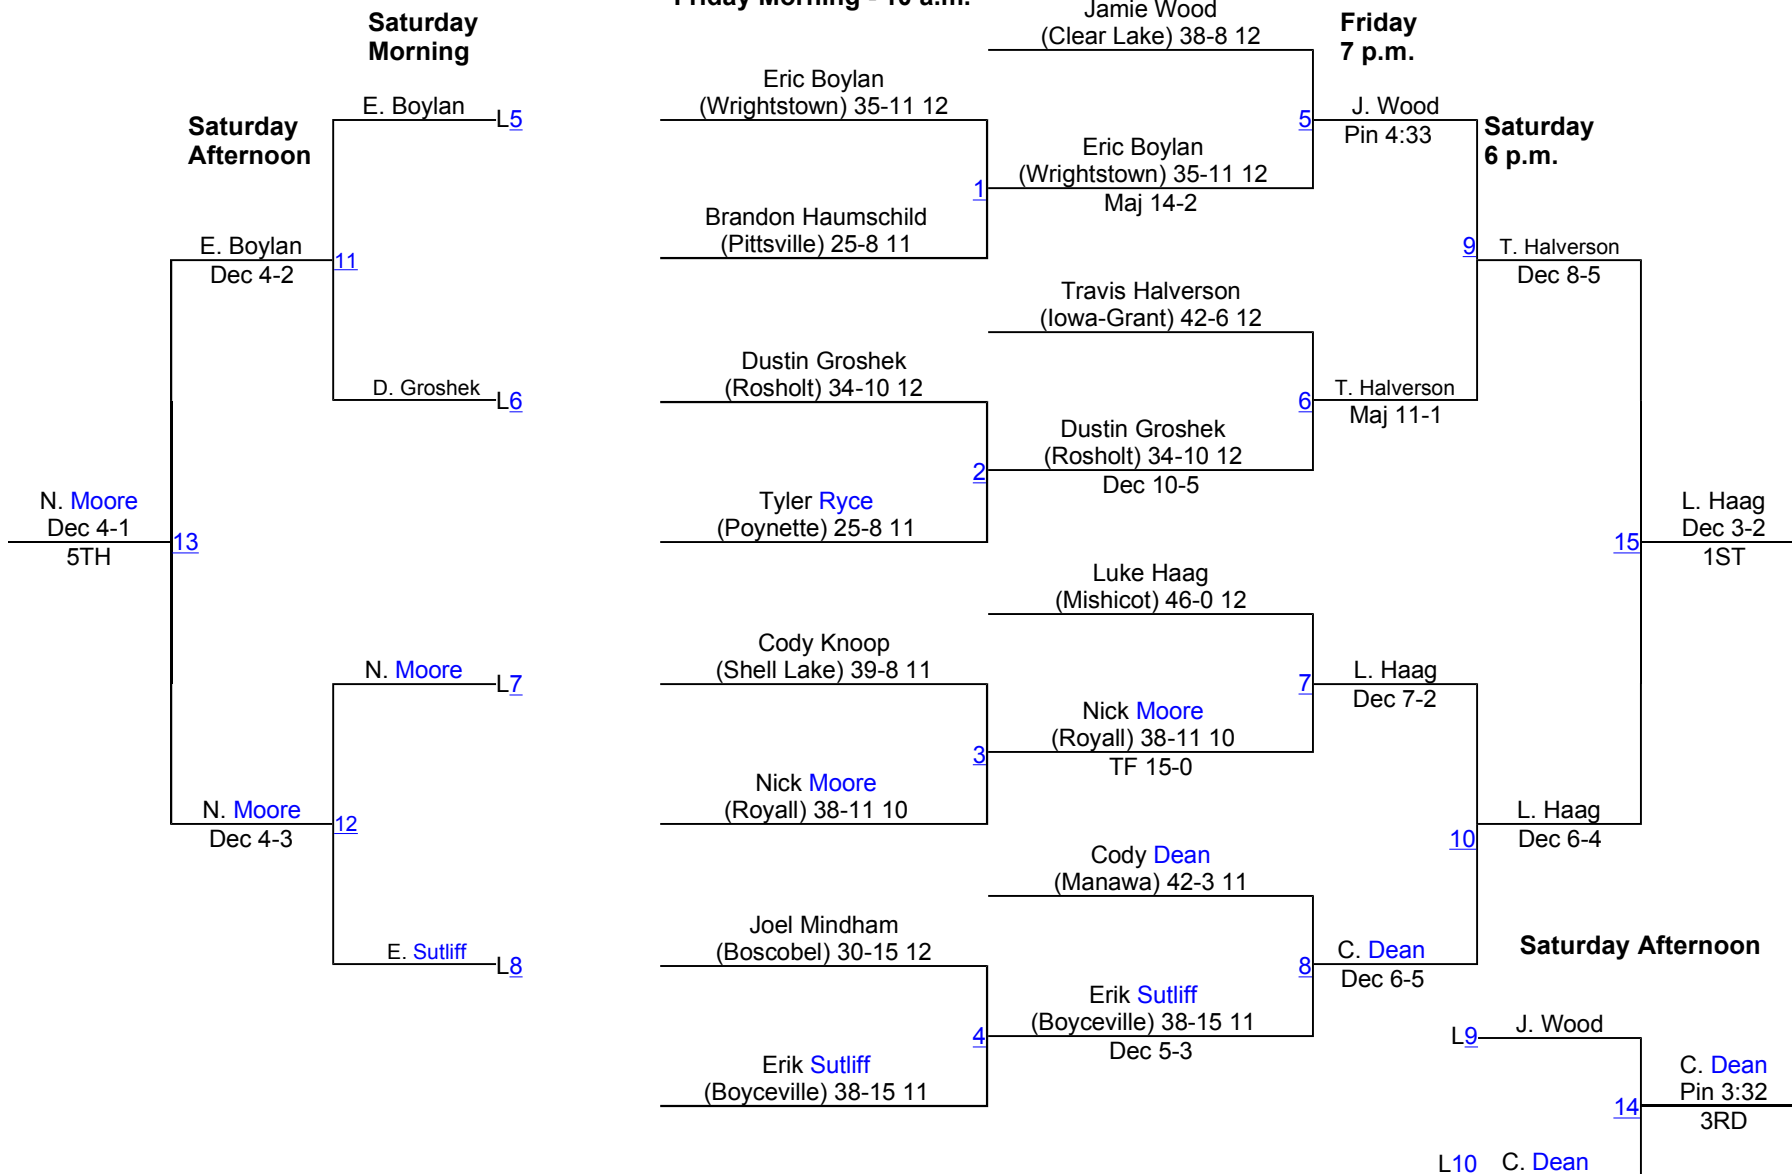 Friday Morning - 10 a.m.
Saturday
Morning
Saturday
Afternoon
E. Boylan
L5
E. Boylan
Dec 4-2
11
D. Groshek
L6
N. Moore
Dec 4-1
5TH
13
N. Moore
L7
N. Moore
Dec 4-3
12
E. Sutliff
L8
Eric Boylan
(Wrightstown) 35-11 12
1
Brandon Haumschild
(Pittsville) 25-8 11
Dustin Groshek
(Rosholt) 34-10 12
2
Tyler Ryce
(Poynette) 25-8 11
Cody Knoop
(Shell Lake) 39-8 11
3
Nick Moore
(Royall) 38-11 10
Joel Mindham
(Boscobel) 30-15 12
4
Erik Sutliff
(Boyceville) 38-15 11
Jamie Wood
(Clear Lake) 38-8 12
5
Eric Boylan
(Wrightstown) 35-11 12
Maj 14-2
Travis Halverson
(Iowa-Grant) 42-6 12
6
Dustin Groshek
(Rosholt) 34-10 12
Dec 10-5
Luke Haag
(Mishicot) 46-0 12
7
Nick Moore
(Royall) 38-11 10
TF 15-0
Cody Dean
(Manawa) 42-3 11
8
Erik Sutliff
(Boyceville) 38-15 11
Dec 5-3
Friday
7 p.m.
J. Wood
Pin 4:33
9
T. Halverson
Maj 11-1
L. Haag
Dec 7-2
10
C. Dean
Dec 6-5
Saturday
6 p.m.
T. Halverson
Dec 8-5
15
L. Haag
Dec 6-4
L. Haag
Dec 3-2
1ST
Saturday Afternoon
L9 J. Wood
14
C. Dean
Pin 3:32
3RD
L10 C. Dean